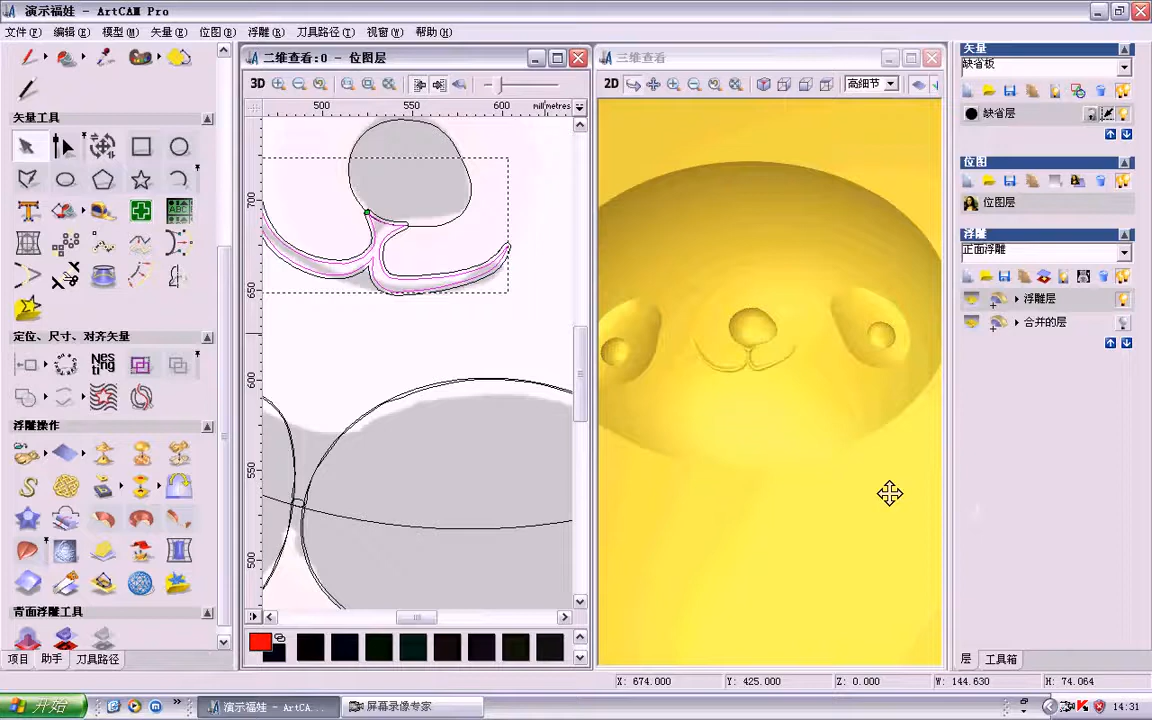 演示福娃 - ArtCAM Pro
文件(F) 编辑(E) 模型(M) 矢量(E) 位图(B) 浮雕(R) 刀具路径(T) 视窗(W) 帮助(H)
二维查看:0 - 位图层
三维查看
矢量
缺省板
3D
2D
高细节
500 550 600 millimetres
缺省层
矢量工具
位图
位图层
700
650
600
550
500
ABC
浮雕
正面浮雕
浮雕层
合并的层
定位、尺寸、对齐矢量
NES
ting
浮雕操作
背面浮雕工具
项目 助手 刀具路径
层 工具箱
X: 674.000 Y: 425.000 Z: 0.000 W: 144.630 H: 74.064
开始
演示福娃 - ArtCA...
屏幕录像专家
14:31